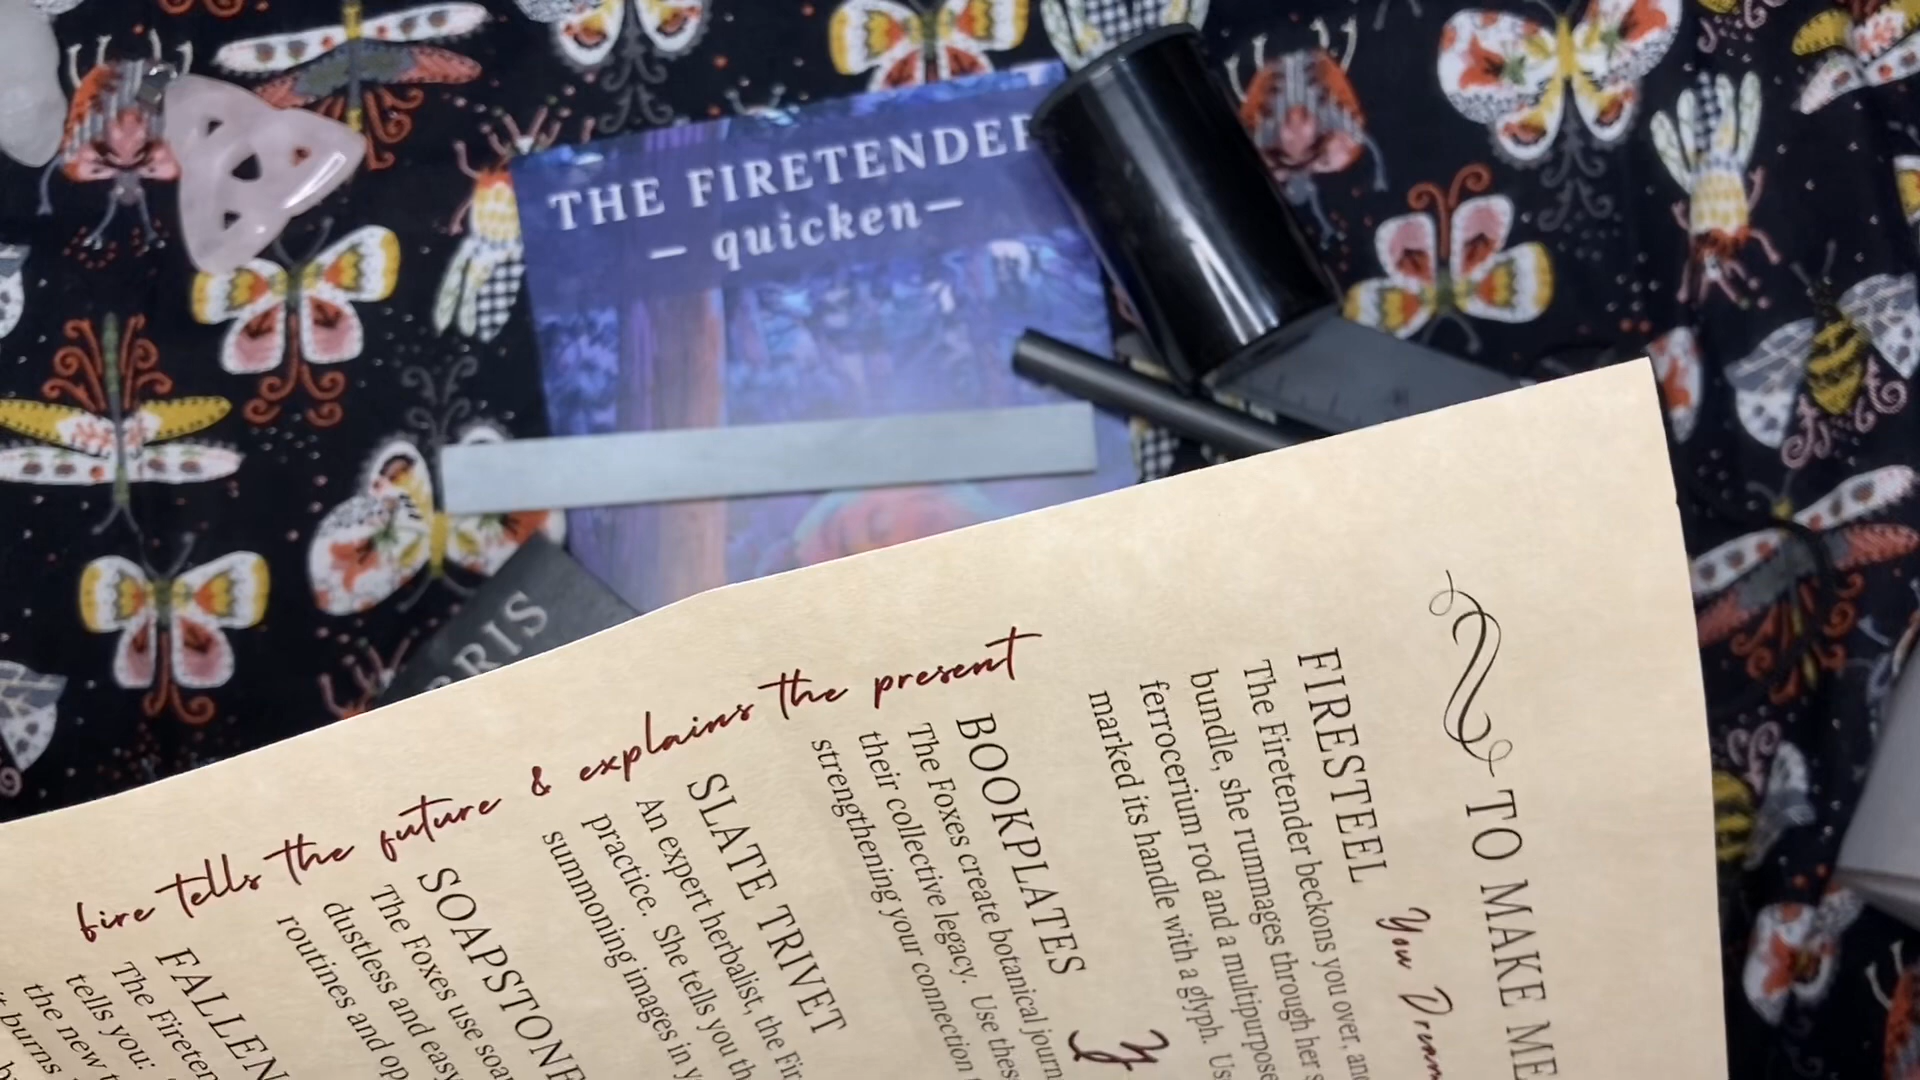 THE FIRETENDER
— quicken —
RIS
TO MAKE ME
You Dream
FIRESTEEL
The Firetender beckons you over, and
bundle, she rummages through her s
ferrocerium rod and a multipurpose
marked its handle with a glyph. Us
BOOKPLATES
The Foxes create botanical journ
their collective legacy. Use thes
strengthening your connection
SLATE TRIVET
An expert herbalist, the Fir
practice. She tells you th
summoning images in y
SOAPSTONE
The Foxes use soa
dustless and easy
routines and op
FALLEN
The Fireten
tells you:
the new t
it burns
fire tells the future & explains the present